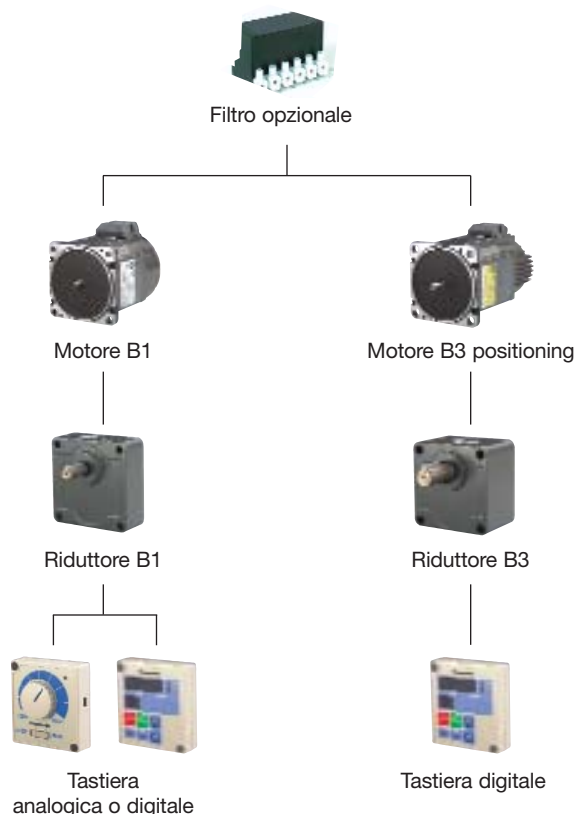 Filtro opzionale
Motore B1
Motore B3 positioning
Riduttore B1
Riduttore B3
Tastiera
analogica o digitale
Tastiera digitale